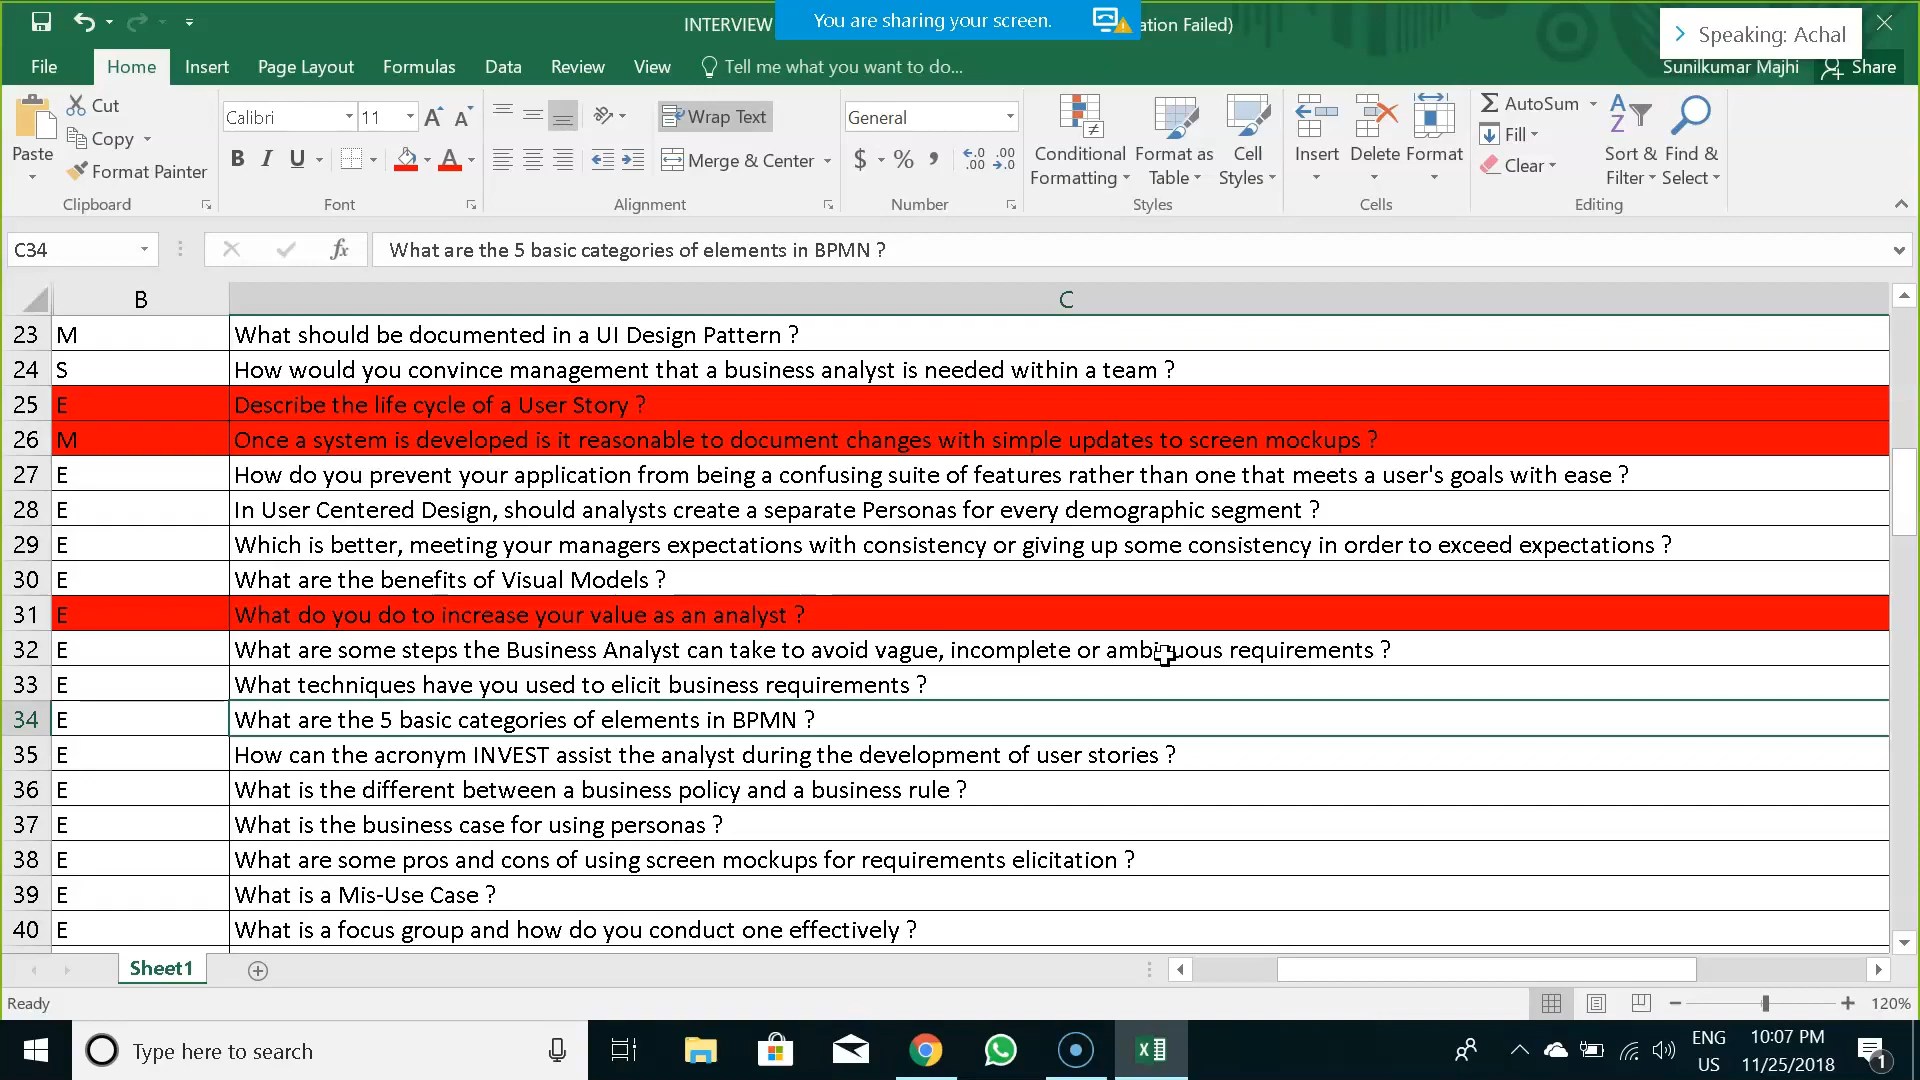 INTERVIEW
You are sharing your screen.
ation Failed)
Speaking: Achal
Sunilkumar Majhi
Share
File
Home
Insert
Page Layout
Formulas
Data
Review
View
Tell me what you want to do...
Paste
Cut
Copy
Format Painter
Clipboard
Calibri
11
B I U
Font
Wrap Text
Merge & Center
Alignment
General
$ % ,
Number
Conditional Formatting
Format as Table
Cell Styles
Styles
Insert
Delete
Format
Cells
AutoSum
Fill
Clear
Sort & Filter
Find & Select
Editing
C34
fx
What are the 5 basic categories of elements in BPMN ?
B C
23 M What should be documented in a UI Design Pattern ?
24 S How would you convince management that a business analyst is needed within a team ?
25 E Describe the life cycle of a User Story ?
26 M Once a system is developed is it reasonable to document changes with simple updates to screen mockups ?
27 E How do you prevent your application from being a confusing suite of features rather than one that meets a user's goals with ease ?
28 E In User Centered Design, should analysts create a separate Personas for every demographic segment ?
29 E Which is better, meeting your managers expectations with consistency or giving up some consistency in order to exceed expectations ?
30 E What are the benefits of Visual Models ?
31 E What do you do to increase your value as an analyst ?
32 E What are some steps the Business Analyst can take to avoid vague, incomplete or ambiguous requirements ?
33 E What techniques have you used to elicit business requirements ?
34 E What are the 5 basic categories of elements in BPMN ?
35 E How can the acronym INVEST assist the analyst during the development of user stories ?
36 E What is the different between a business policy and a business rule ?
37 E What is the business case for using personas ?
38 E What are some pros and cons of using screen mockups for requirements elicitation ?
39 E What is a Mis-Use Case ?
40 E What is a focus group and how do you conduct one effectively ?
Sheet1
Ready
120%
Type here to search
ENG
US
10:07 PM
11/25/2018
1